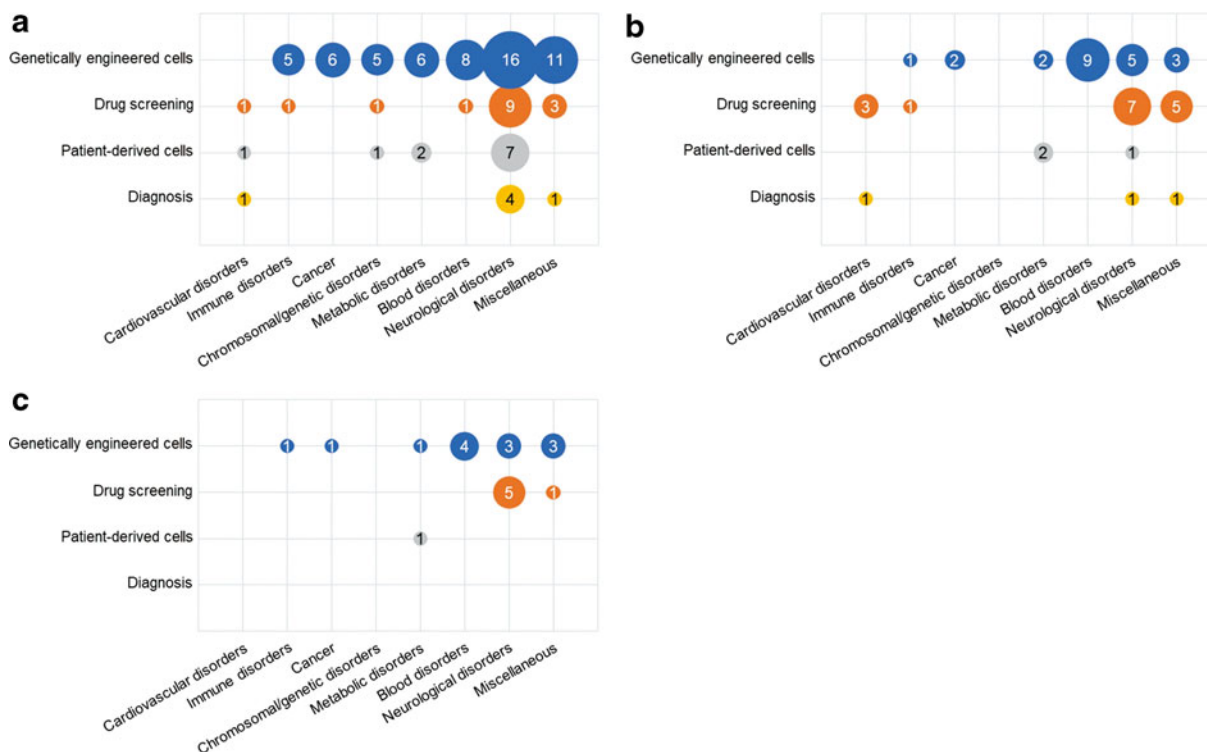 a
Genetically engineered cells 5 6 5 6 8 16 11
Drug screening 1 1 1 1 9 3
Patient-derived cells 1 1 2 7
Diagnosis 1 4 1
Cardiovascular disorders
Immune disorders
Cancer
Chromosomal/genetic disorders
Metabolic disorders
Blood disorders
Neurological disorders
Miscellaneous
b
Genetically engineered cells 1 2 2 9 5 3
Drug screening 3 1 7 5
Patient-derived cells 2 1
Diagnosis 1 1 1
Cardiovascular disorders
Immune disorders
Cancer
Chromosomal/genetic disorders
Metabolic disorders
Blood disorders
Neurological disorders
Miscellaneous
c
Genetically engineered cells 1 1 1 4 3 3
Drug screening 5 1
Patient-derived cells 1
Diagnosis
Cardiovascular disorders
Immune disorders
Cancer
Chromosomal/genetic disorders
Metabolic disorders
Blood disorders
Neurological disorders
Miscellaneous